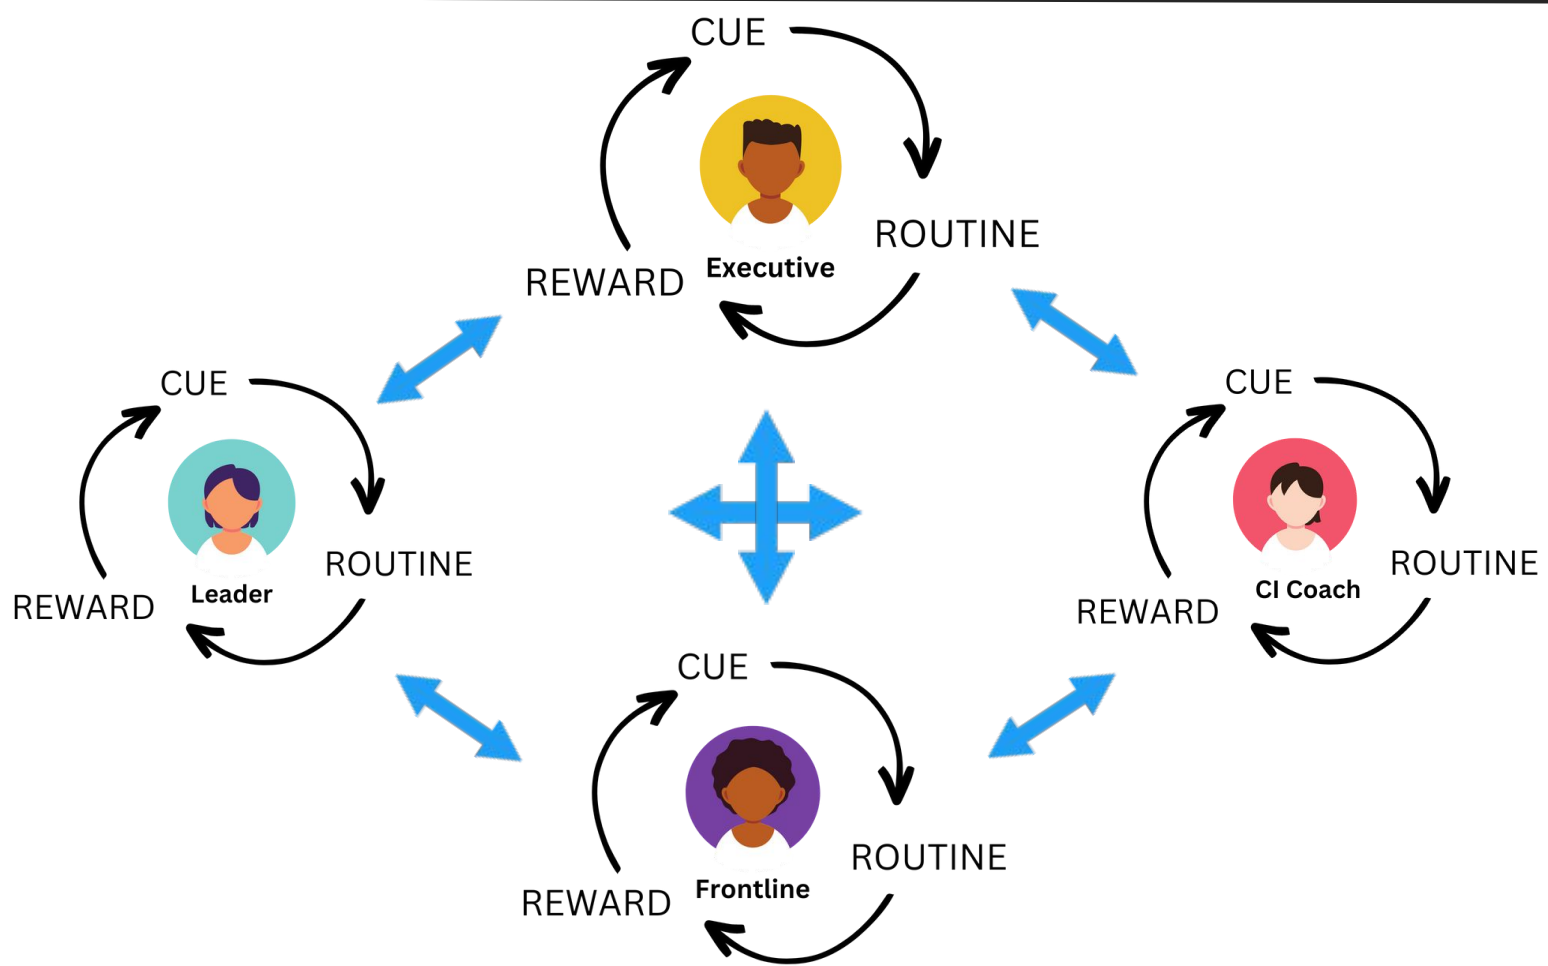 CUE
ROUTINE
Executive
REWARD
CUE
ROUTINE
Leader
REWARD
CUE
ROUTINE
CI Coach
REWARD
CUE
ROUTINE
Frontline
REWARD